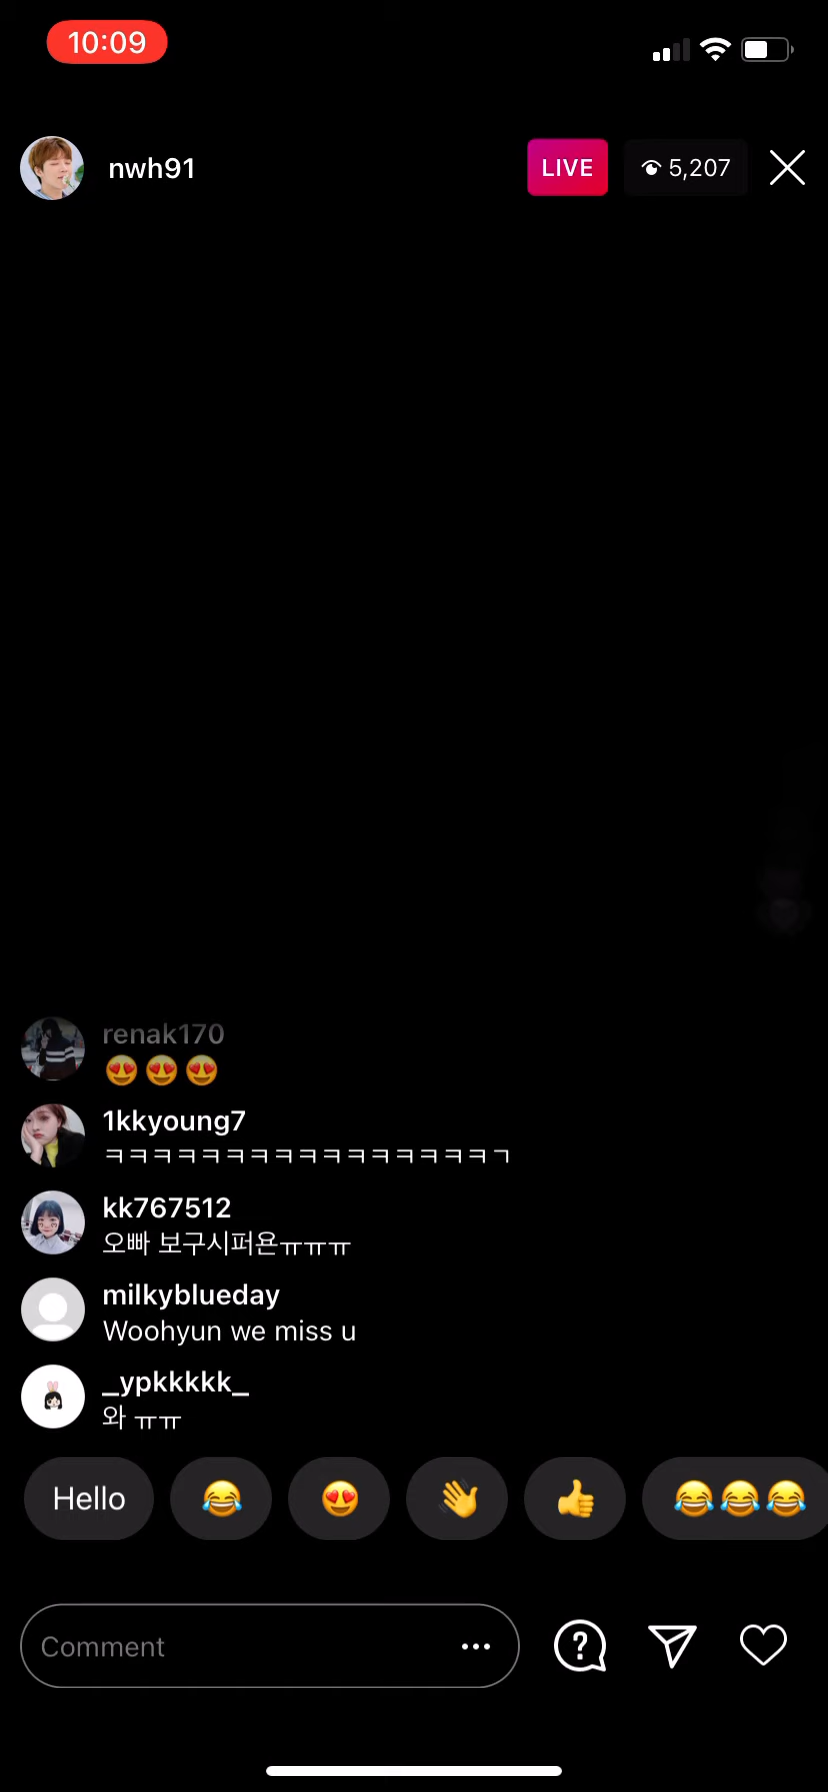 10:09
nwh91 LIVE 5,207
renak170
😍😍😍
1kkyoung7
ㅋㅋㅋㅋㅋㅋㅋㅋㅋㅋㅋㅋㅋㅋㅋㅋㄱ
kk767512
오빠 보구시퍼욘ㅠㅠㅠ
milkyblueday
Woohyun we miss u
_ypkkkkk_
와 ㅠㅠ
Hello 😂 😍 👋 👍 😂😂😂
Comment ...